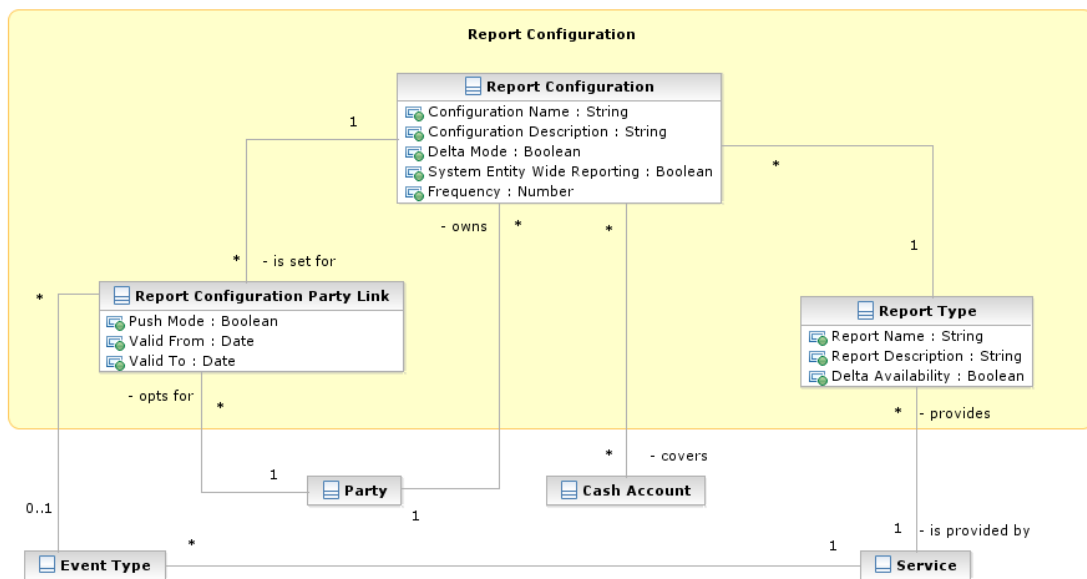 Report Configuration
Report Configuration
Configuration Name : String
Configuration Description : String
Delta Mode : Boolean
System Entity Wide Reporting : Boolean
Frequency : Number
1
*
- owns
*
*
1
*
- is set for
*
Report Configuration Party Link
Push Mode : Boolean
Valid From : Date
Valid To : Date
Report Type
Report Name : String
Report Description : String
Delta Availability : Boolean
- opts for
*
*
- provides
1
*
- covers
Party
Cash Account
0..1
1
1
- is provided by
*
1
Event Type
Service